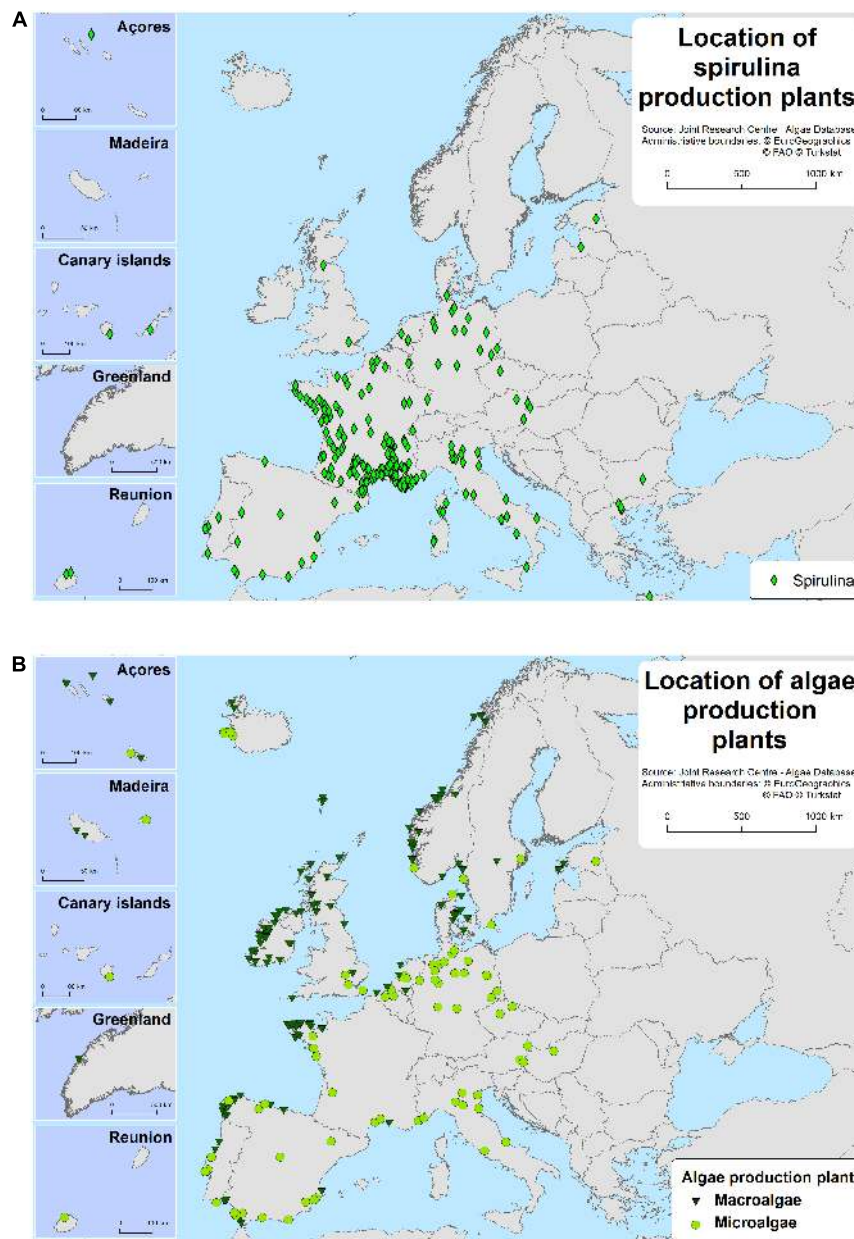 A
Açores
Madeira
Canary islands
Greenland
Reunion
Location of
spirulina
production plants
Source: Joint Research Centre - Algae Database
Administrative boundaries: © EuroGeographics
© FAO © Turkstat
0 500 1000 km
Spirulina
B
Açores
Madeira
Canary islands
Greenland
Reunion
Location of algae
production
plants
Source: Joint Research Centre - Algae Database
Administrative boundaries: © EuroGeographics
© FAO © Turkstat
0 500 1000 km
Algae production plant
Macroalgae
Microalgae